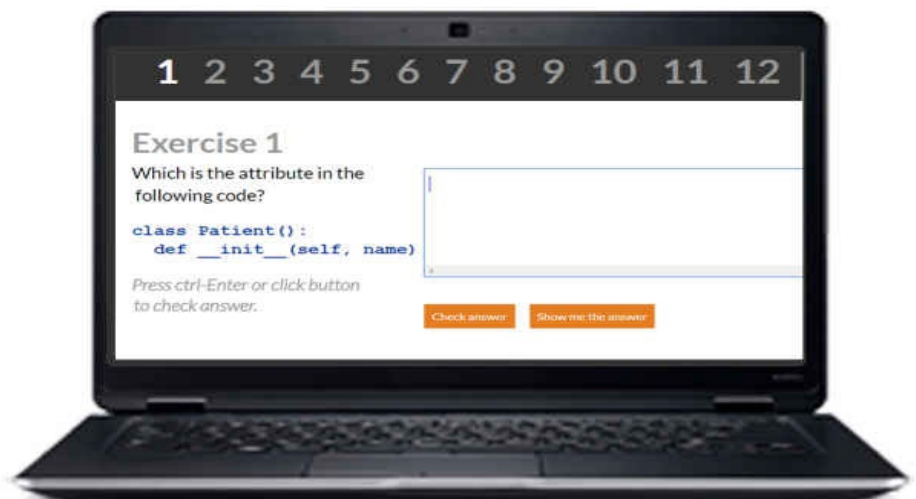 1 2 3 4 5 6 7 8 9 10 11 12
Exercise 1
Which is the attribute in the
following code?
class Patient():
def __init__(self, name)
Press ctrl-Enter or click button
to check answer.
Check answer Show me the answer